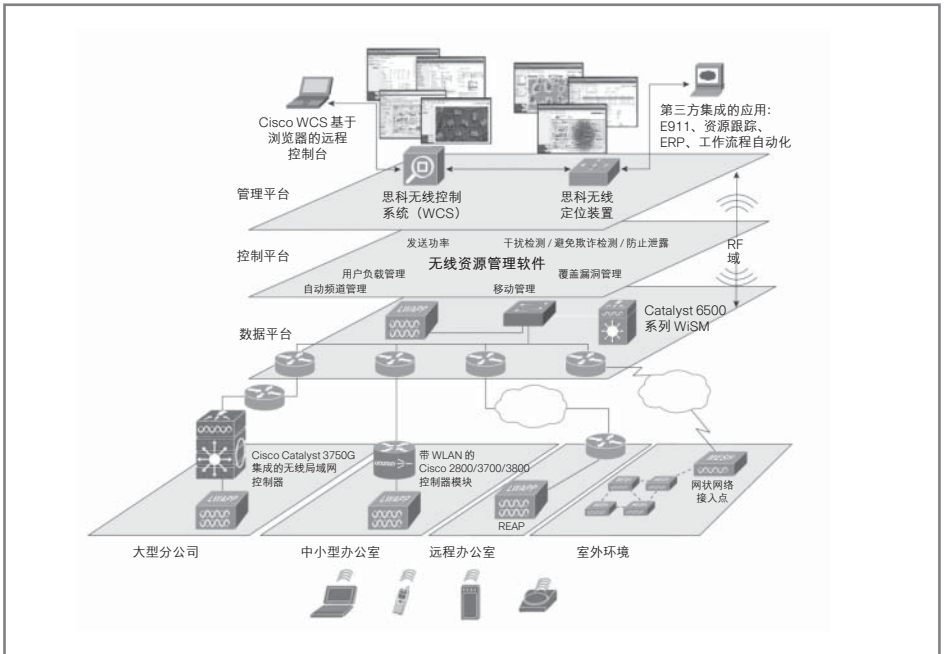 Cisco WCS 基于
浏览器的远程
控制台
第三方集成的应用：
E911、资源跟踪、
ERP、工作流程自动化
管理平台
思科无线控制
系统（WCS）
思科无线
定位装置
发送功率
干扰检测 / 避免欺诈检测 / 防止泄露
RF
域
控制平台
无线资源管理软件
用户负载管理
覆盖漏洞管理
自动频道管理
移动管理
数据平台
LWAPP
Catalyst 6500
系列 WiSM
Cisco Catalyst 3750G
集成的无线局域网
控制器
带 WLAN 的
Cisco 2800/3700/3800
控制器模块
MESH
网状网络
接入点
LWAPP
LWAPP
LWAPP
REAP
大型分公司
中小型办公室
远程办公室
室外环境